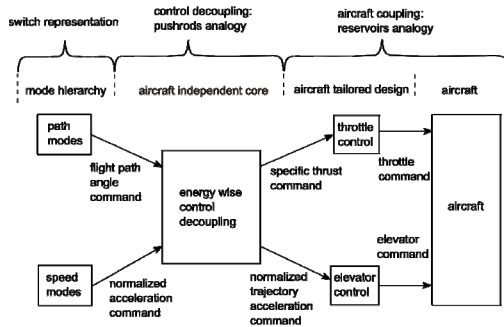 switch representation
control decoupling:
pushrods analogy
aircraft coupling:
reservoirs analogy
mode hierarchy
aircraft independent core
aircraft tailored design
aircraft
path
modes
flight path
angle
command
energy wise
control
decoupling
specific thrust
command
throttle
control
throttle
command
aircraft
elevator
command
speed
modes
normalized
acceleration
command
normalized
trajectory
acceleration
command
elevator
control